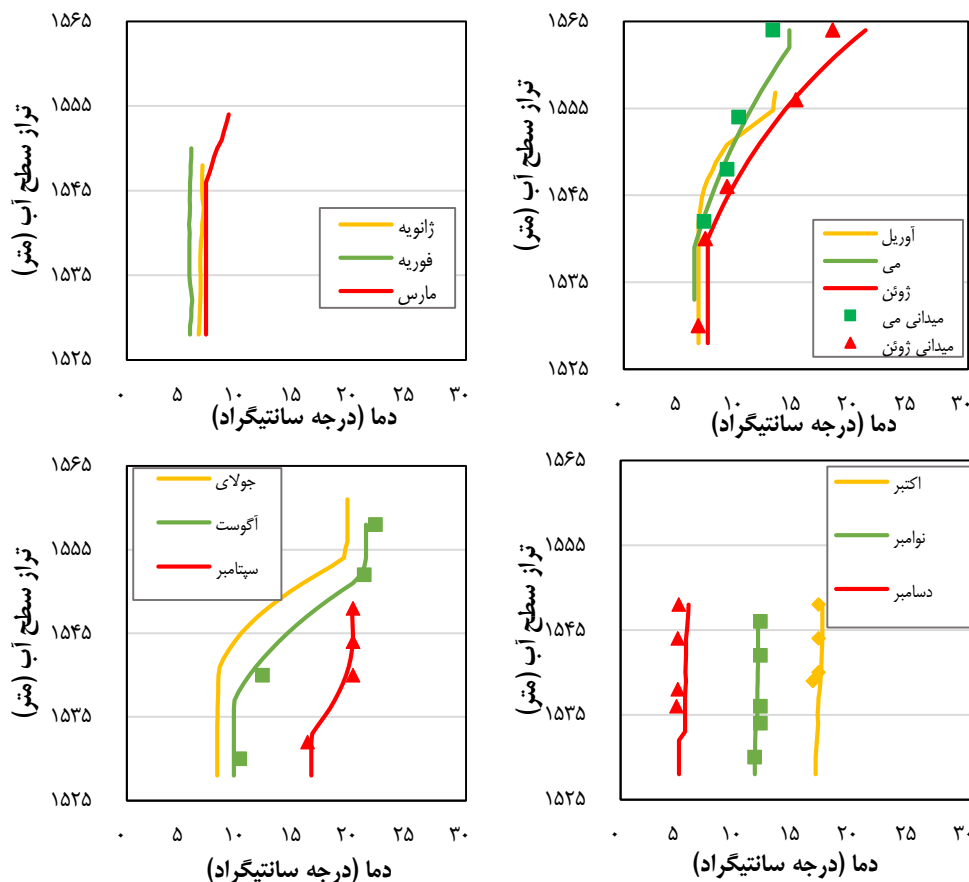 تراز سطح آب (متر)
۱۵۶۵
۱۵۵۵
۱۵۴۵
۱۵۳۵
۱۵۲۵
ژانویه
فوریه
مارس
۰ ۵ ۱۰ ۱۵ ۲۰ ۲۵ ۳۰
دما (درجه سانتیگراد)
تراز سطح آب (متر)
۱۵۶۵
۱۵۵۵
۱۵۴۵
۱۵۳۵
۱۵۲۵
آوریل
می
ژوئن
میدانی می
میدانی ژوئن
۰ ۵ ۱۰ ۱۵ ۲۰ ۲۵ ۳۰
دما (درجه سانتیگراد)
تراز سطح آب (متر)
۱۵۶۵
۱۵۵۵
۱۵۴۵
۱۵۳۵
۱۵۲۵
جولای
آگوست
سپتامبر
۰ ۵ ۱۰ ۱۵ ۲۰ ۲۵ ۳۰
دما (درجه سانتیگراد)
تراز سطح آب (متر)
۱۵۶۵
۱۵۵۵
۱۵۴۵
۱۵۳۵
۱۵۲۵
اکتبر
نوامبر
دسامبر
۰ ۵ ۱۰ ۱۵ ۲۰ ۲۵ ۳۰
دما (درجه سانتیگراد)